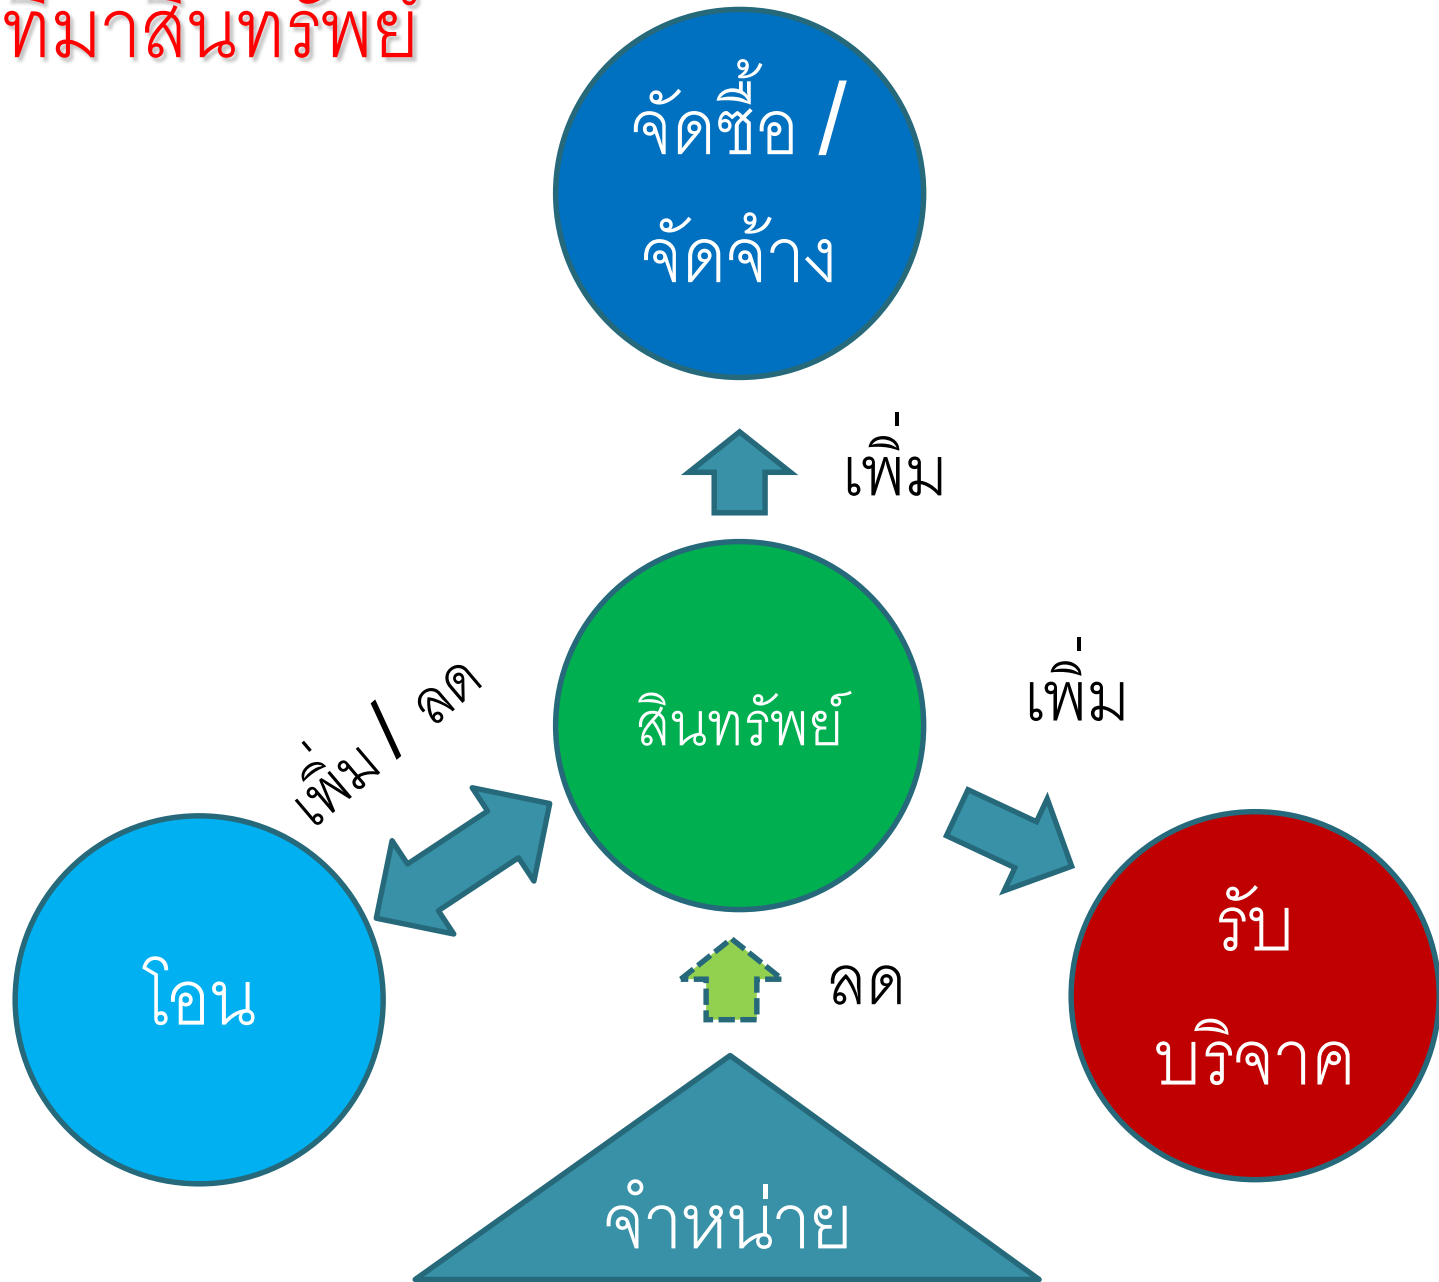 ที่มาสินทรัพย์
จัดซื้อ /
จัดจ้าง
เพิ่ม
สินทรัพย์
เพิ่ม
เพิ่ม / ลด
โอน
รับ
บริจาค
ลด
จำหน่าย